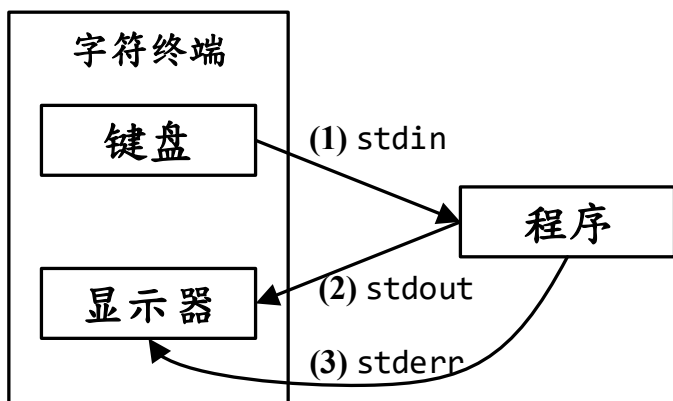 字符终端
键盘
(1) stdin
程序
显示器
(2) stdout
(3) stderr